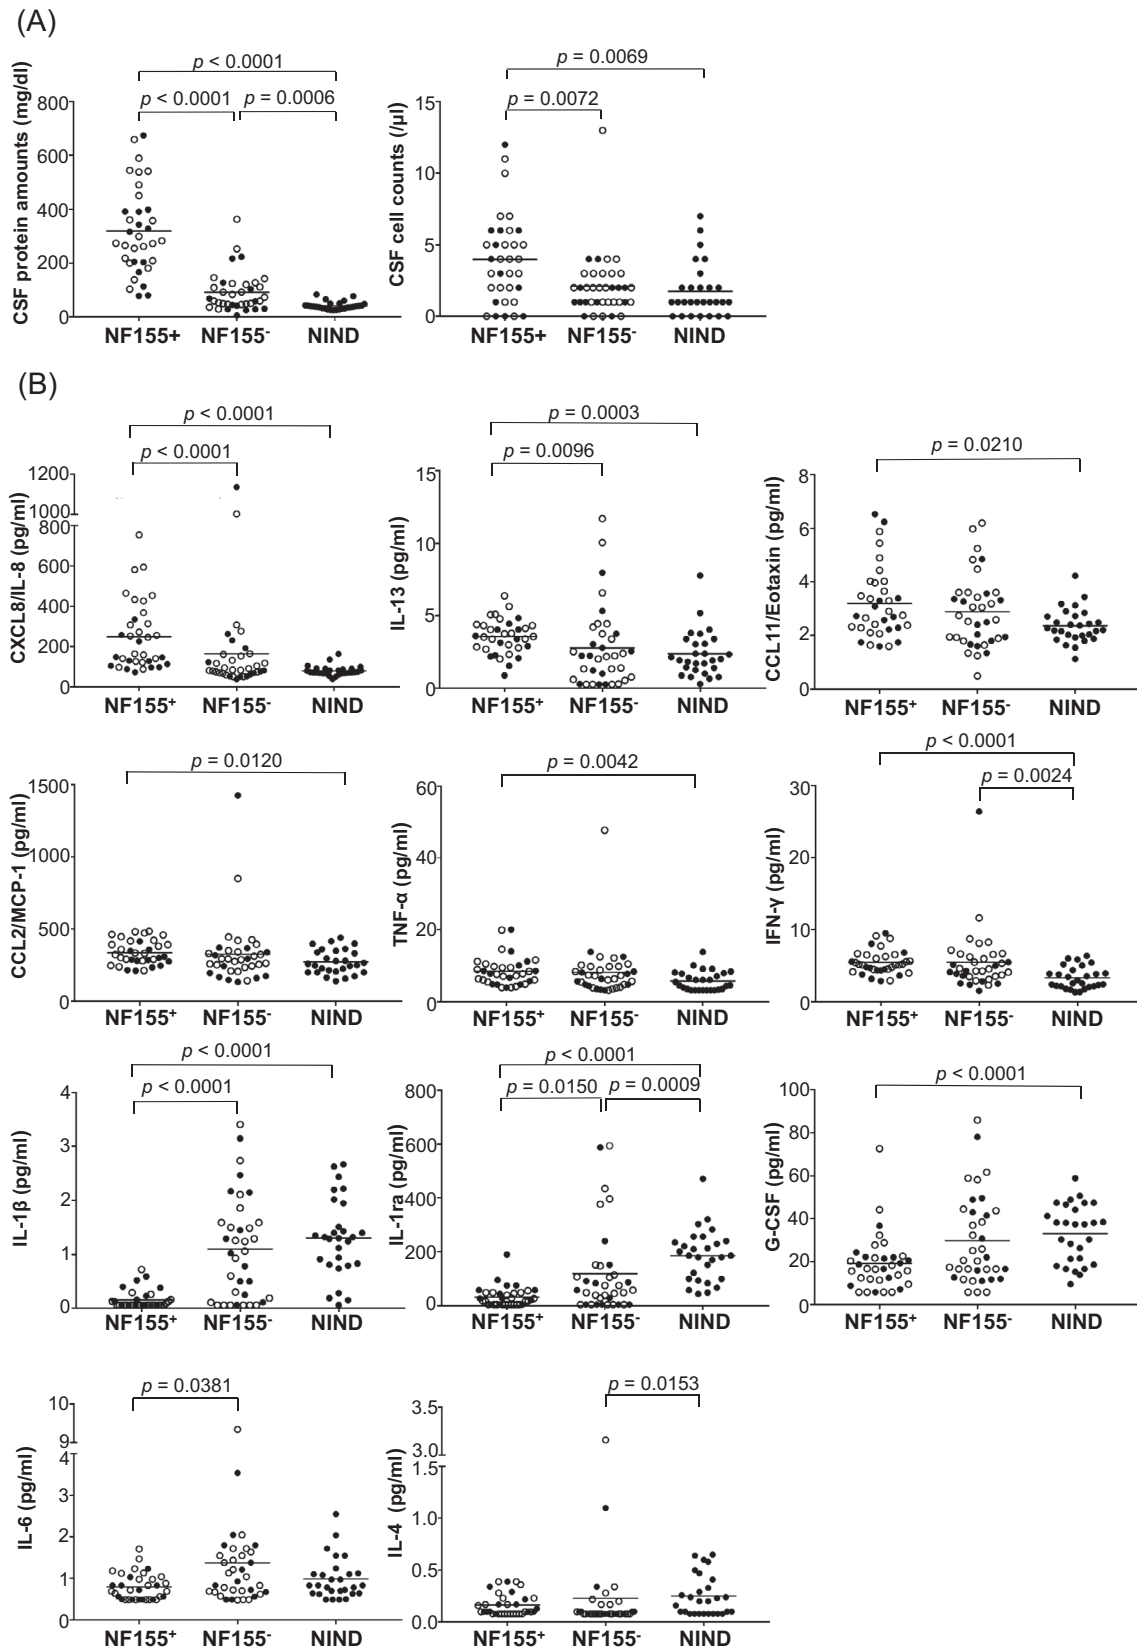 (A)
p < 0.0001
p < 0.0001
p = 0.0006
CSF protein amounts (mg/dl)
800
600
400
200
0
NF155+
NF155-
NIND
p = 0.0069
p = 0.0072
CSF cell counts (/μl)
15
10
5
0
NF155+
NF155-
NIND
(B)
p < 0.0001
p < 0.0001
CXCL8/IL-8 (pg/ml)
1200
1000
800
600
400
200
0
NF155+
NF155-
NIND
p = 0.0003
p = 0.0096
IL-13 (pg/ml)
15
10
5
0
NF155+
NF155-
NIND
p = 0.0210
CCL11/Eotaxin (pg/ml)
8
6
4
2
0
NF155+
NF155-
NIND
p = 0.0120
CCL2/MCP-1 (pg/ml)
1500
1000
500
0
NF155+
NF155-
NIND
p = 0.0042
TNF-α (pg/ml)
60
40
20
0
NF155+
NF155-
NIND
p < 0.0001
p = 0.0024
IFN-γ (pg/ml)
30
20
10
0
NF155+
NF155-
NIND
p < 0.0001
p < 0.0001
IL-1β (pg/ml)
4
3
2
1
0
NF155+
NF155-
NIND
p < 0.0001
p = 0.0150
p = 0.0009
IL-1ra (pg/ml)
800
600
400
200
0
NF155+
NF155-
NIND
p < 0.0001
G-CSF (pg/ml)
100
80
60
40
20
0
NF155+
NF155-
NIND
p = 0.0381
IL-6 (pg/ml)
10
9
4
3
2
1
0
NF155+
NF155-
NIND
p = 0.0153
IL-4 (pg/ml)
3.5
3.0
1.5
1.0
0.5
0.0
NF155+
NF155-
NIND